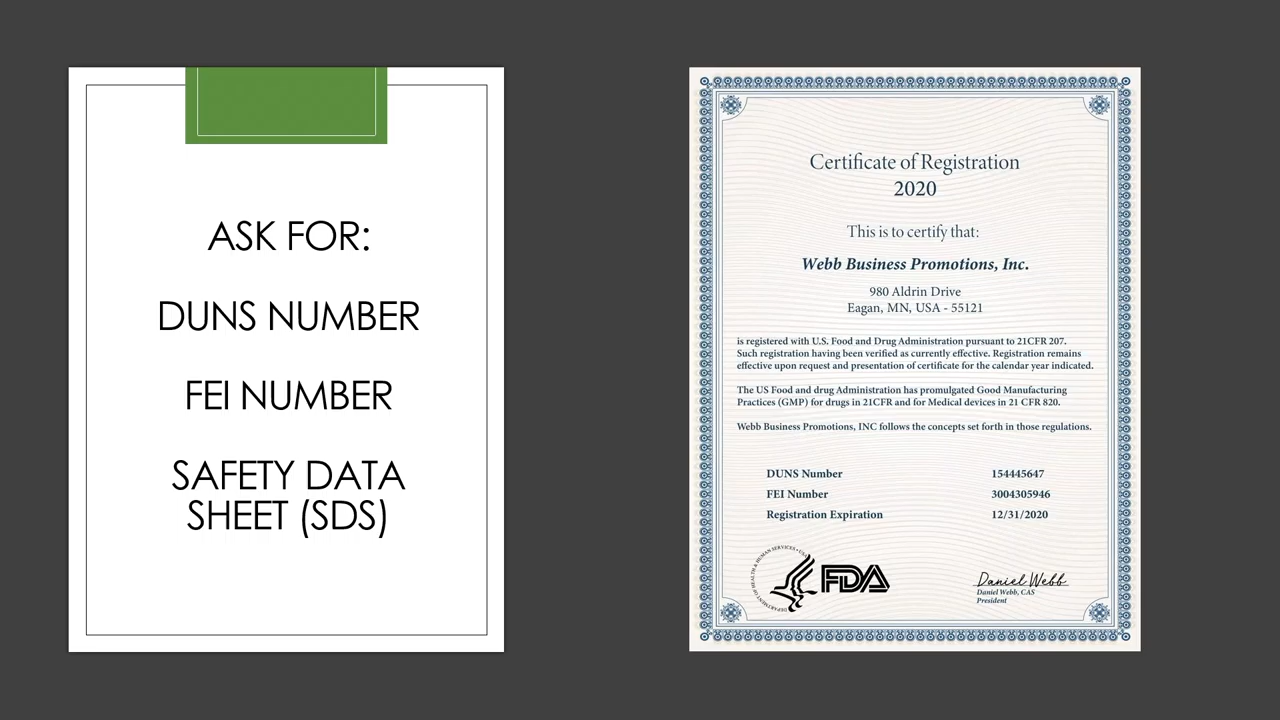 ASK FOR:
DUNS NUMBER
FEI NUMBER
SAFETY DATA
SHEET (SDS)
Certificate of Registration
2020
This is to certify that:
Webb Business Promotions, Inc.
980 Aldrin Drive
Eagan, MN, USA - 55121
is registered with U.S. Food and Drug Administration pursuant to 21CFR 207.
Such registration having been verified as currently effective. Registration remains
effective upon request and presentation of certificate for the calendar year indicated.
The US Food and drug Administration has promulgated Good Manufacturing
Practices (GMP) for drugs in 21CFR and for Medical devices in 21 CFR 820.
Webb Business Promotions, INC follows the concepts set forth in those regulations.
DUNS Number 154445647
FEI Number 3004305946
Registration Expiration 12/31/2020
DEPARTMENT OF HEALTH & HUMAN SERVICES • USA
FDA
Daniel Webb
Daniel Webb, CAS
President